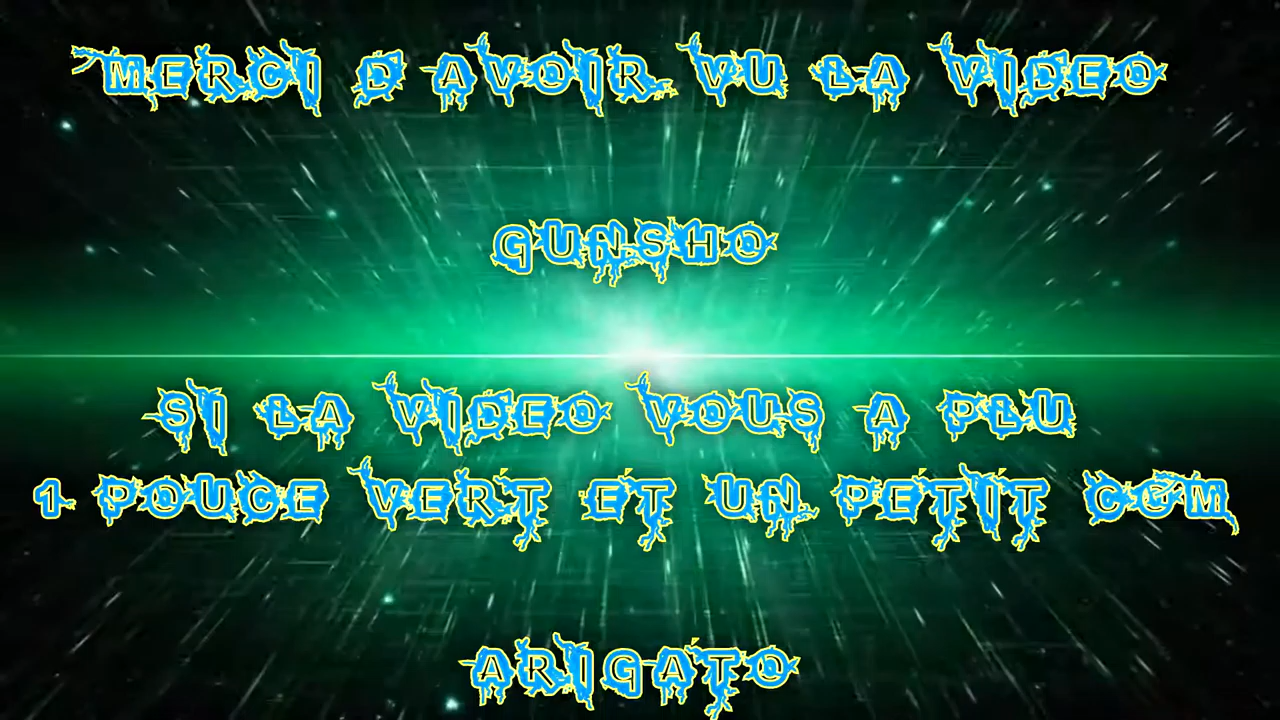 MERCI D AVOIR VU LA VIDEO
GUNSHO
SI LA VIDEO VOUS A PLU
1 POUCE VERT ET UN PETIT COM
ARIGATO